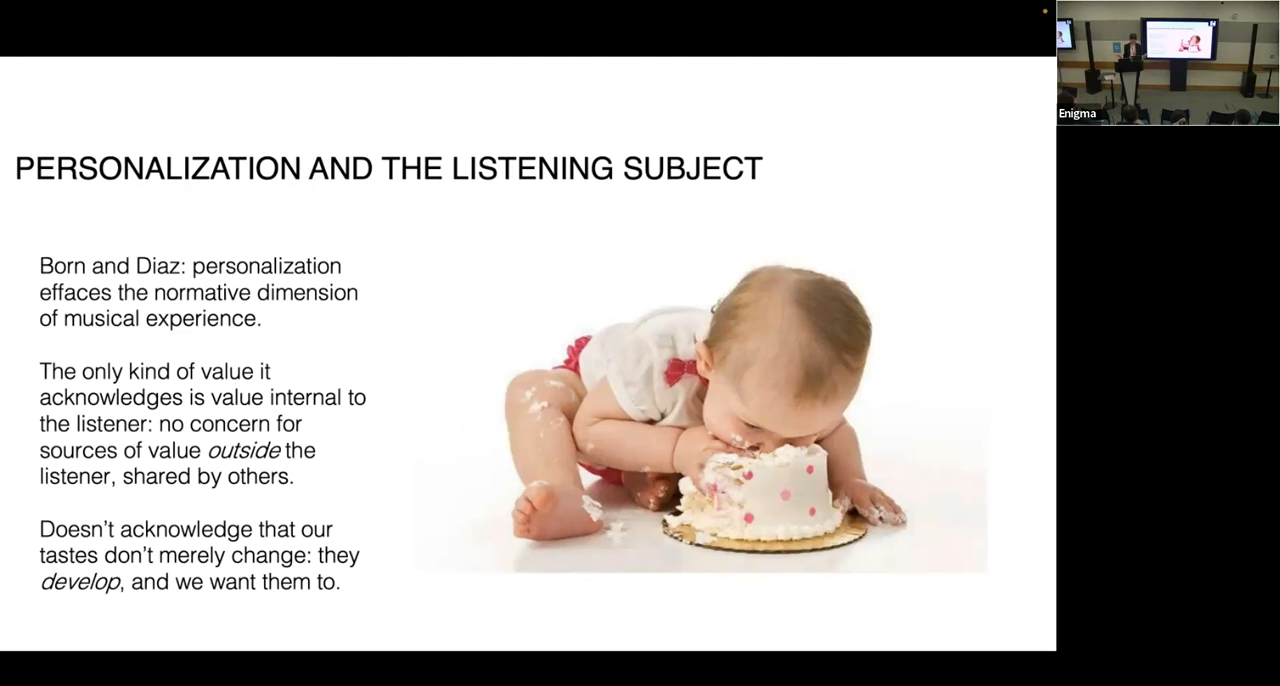 PERSONALIZATION AND THE LISTENING SUBJECT
Born and Diaz: personalization
effaces the normative dimension
of musical experience.
The only kind of value it
acknowledges is value internal to
the listener: no concern for
sources of value outside the
listener, shared by others.
Doesn’t acknowledge that our
tastes don’t merely change: they
develop, and we want them to.
Enigma